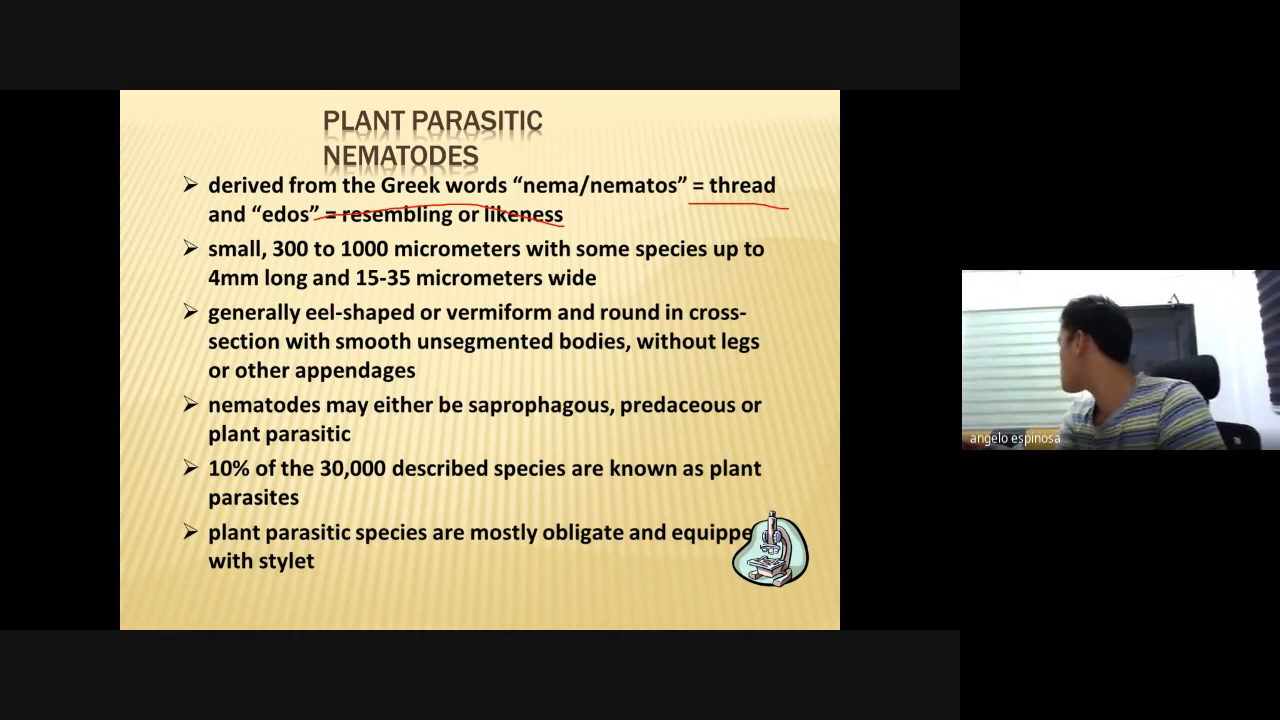 PLANT PARASITIC
NEMATODES
➢ derived from the Greek words “nema/nematos” = thread
and “edos” = resembling or likeness
➢ small, 300 to 1000 micrometers with some species up to
4mm long and 15-35 micrometers wide
➢ generally eel-shaped or vermiform and round in cross-
section with smooth unsegmented bodies, without legs
or other appendages
➢ nematodes may either be saprophagous, predaceous or
plant parasitic
➢ 10% of the 30,000 described species are known as plant
parasites
➢ plant parasitic species are mostly obligate and equippe
with stylet
angelo espinosa